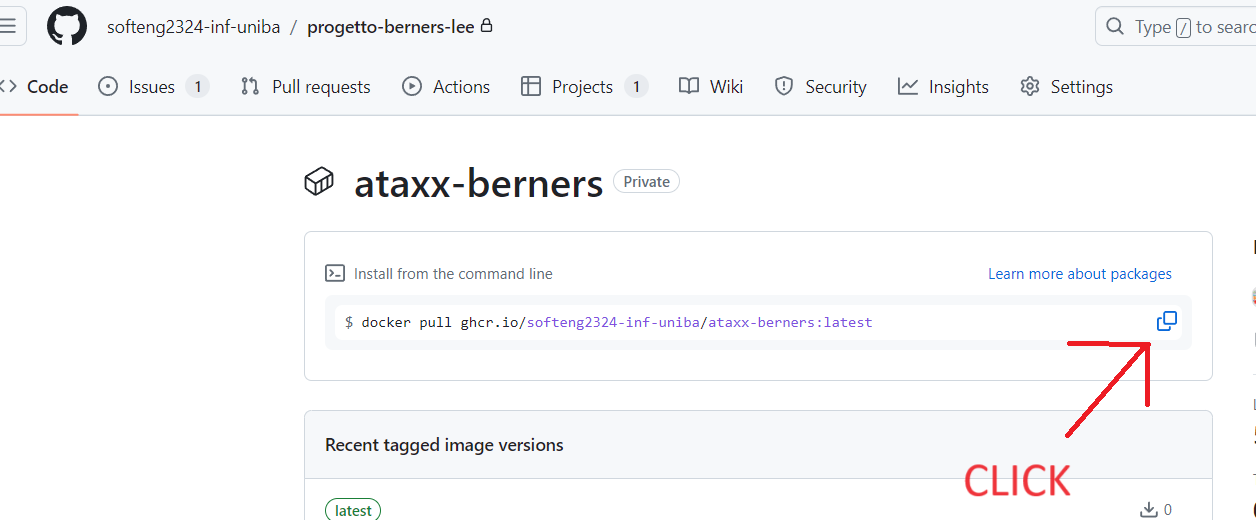 softeng2324-inf-uniba / progetto-berners-lee
Type / to searc
<> Code Issues 1 Pull requests Actions Projects 1 Wiki Security Insights Settings
ataxx-berners Private
Install from the command line
Learn more about packages
$ docker pull ghcr.io/softeng2324-inf-uniba/ataxx-berners:latest
CLICK
Recent tagged image versions
latest
0